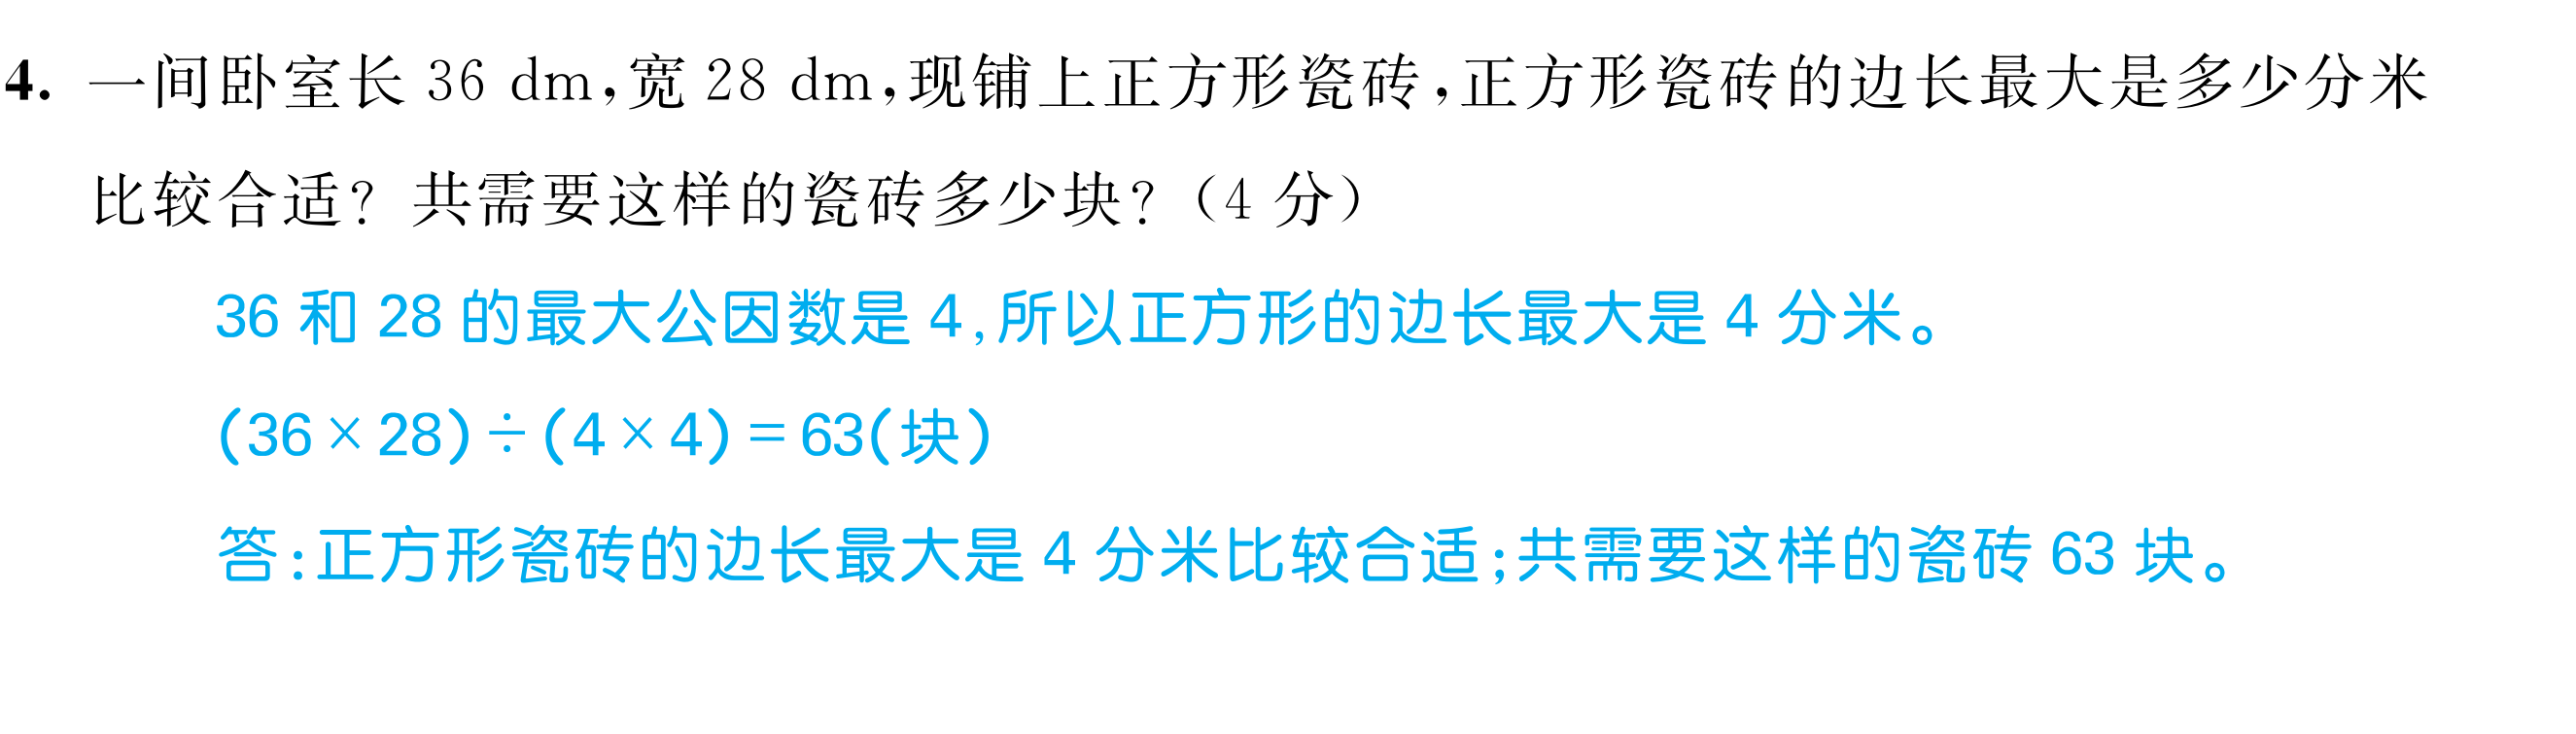 4. 一间卧室长 36 dm,宽 28 dm,现铺上正方形瓷砖,正方形瓷砖的边长最大是多少分米
比较合适？共需要这样的瓷砖多少块？（4 分）
36 和 28 的最大公因数是 4,所以正方形的边长最大是 4 分米。
(36×28)÷(4×4)=63(块)
答:正方形瓷砖的边长最大是 4 分米比较合适;共需要这样的瓷砖 63 块。